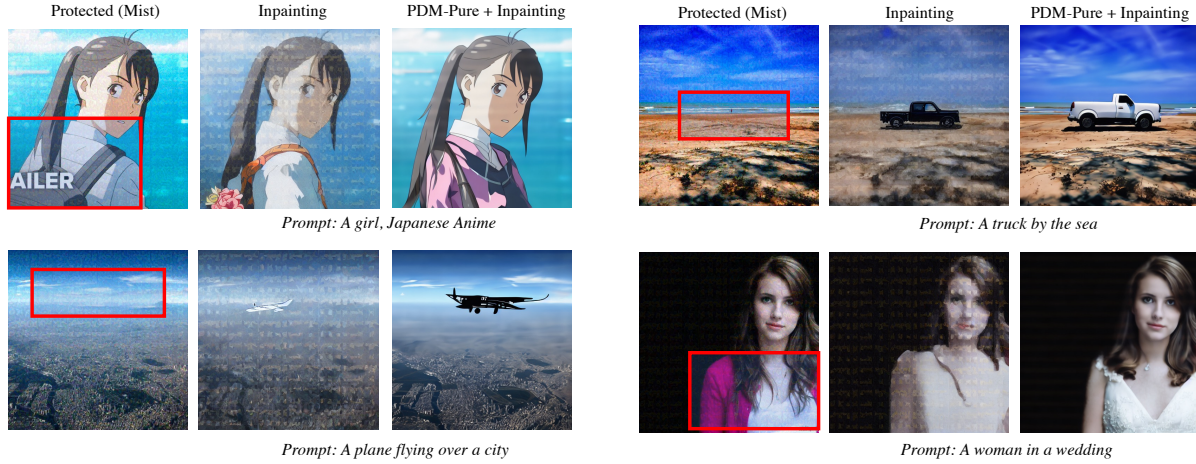 Protected (Mist) Inpainting PDM-Pure + Inpainting
AILER
Prompt: A girl, Japanese Anime
Prompt: A plane flying over a city
Protected (Mist) Inpainting PDM-Pure + Inpainting
Prompt: A truck by the sea
Prompt: A woman in a wedding